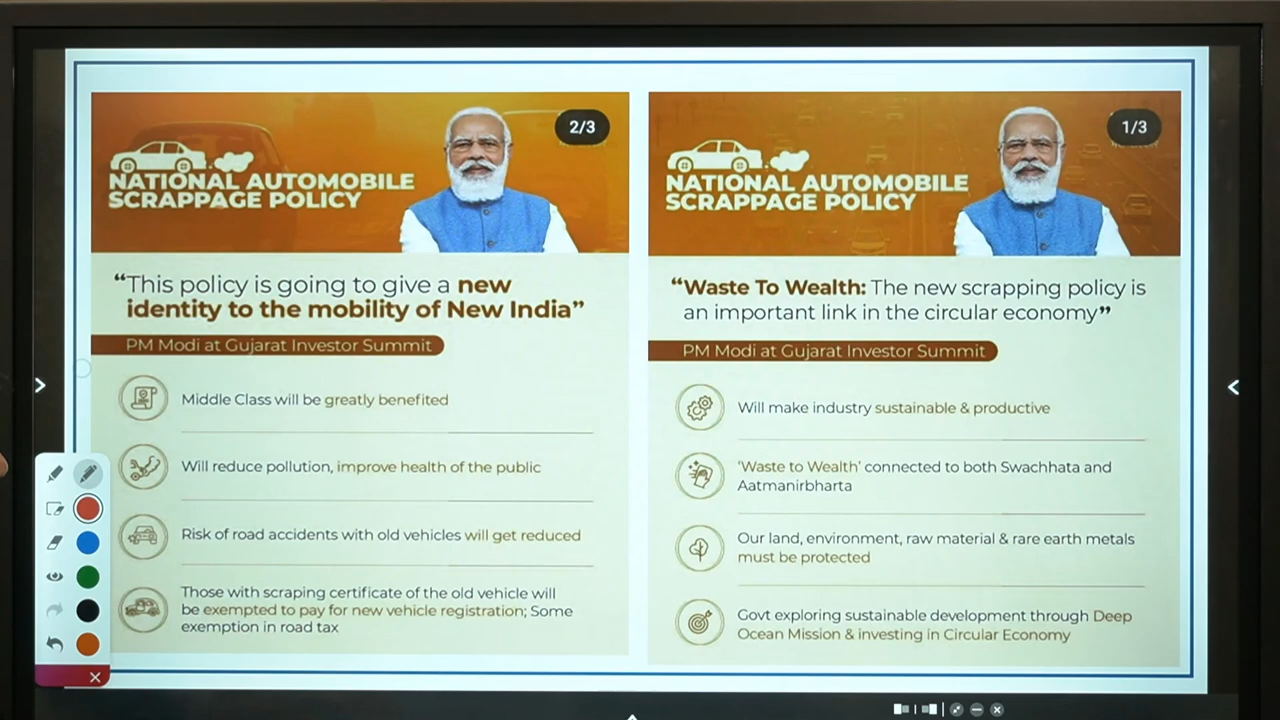 2/3
NATIONAL AUTOMOBILE
SCRAPPAGE POLICY
“This policy is going to give a new
identity to the mobility of New India”
PM Modi at Gujarat Investor Summit
Middle Class will be greatly benefited
Will reduce pollution, improve health of the public
Risk of road accidents with old vehicles will get reduced
Those with scraping certificate of the old vehicle will
be exempted to pay for new vehicle registration; Some
exemption in road tax
1/3
NATIONAL AUTOMOBILE
SCRAPPAGE POLICY
“Waste To Wealth: The new scrapping policy is
an important link in the circular economy”
PM Modi at Gujarat Investor Summit
Will make industry sustainable & productive
‘Waste to Wealth’ connected to both Swachhata and
Aatmanirbharta
Our land, environment, raw material & rare earth metals
must be protected
Govt exploring sustainable development through Deep
Ocean Mission & investing in Circular Economy